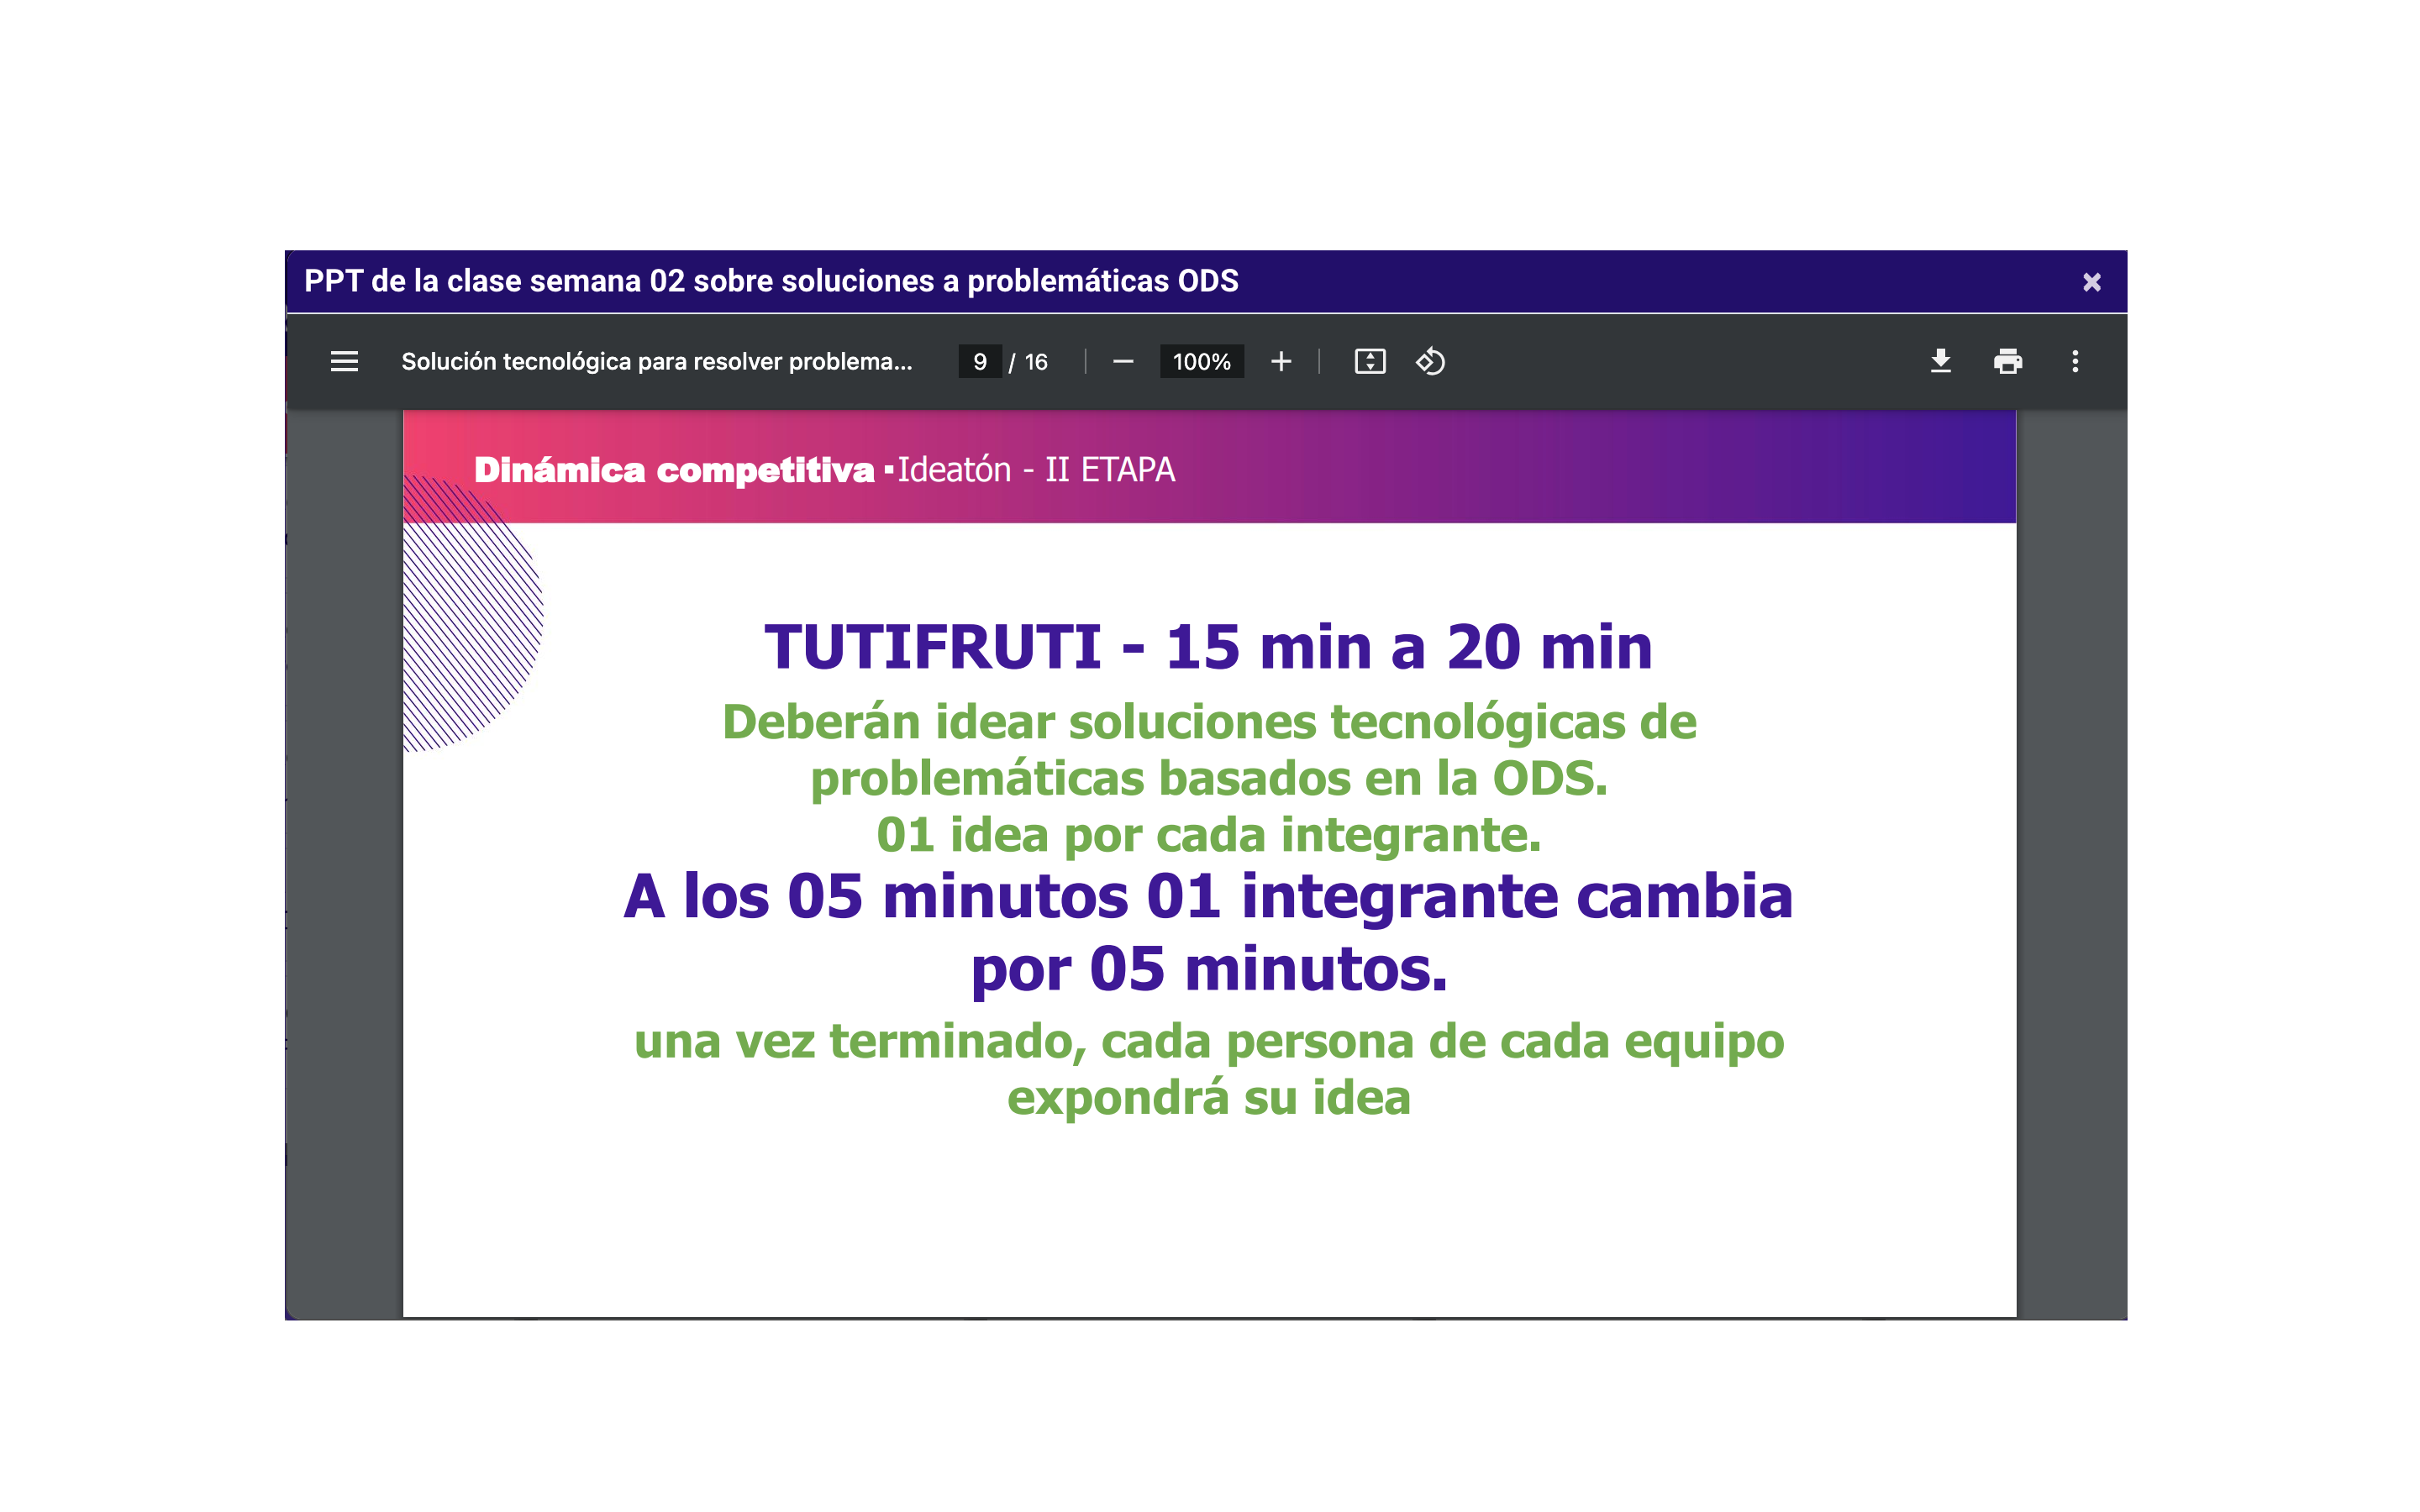 PPT de la clase semana 02 sobre soluciones a problemáticas ODS
Solución tecnológica para resolver problema... 9 / 16 100%
Dinámica competitiva ▪Ideatón - II ETAPA
TUTIFRUTI - 15 min a 20 min
Deberán idear soluciones tecnológicas de
problemáticas basados en la ODS.
01 idea por cada integrante.
A los 05 minutos 01 integrante cambia
por 05 minutos.
una vez terminado, cada persona de cada equipo
expondrá su idea